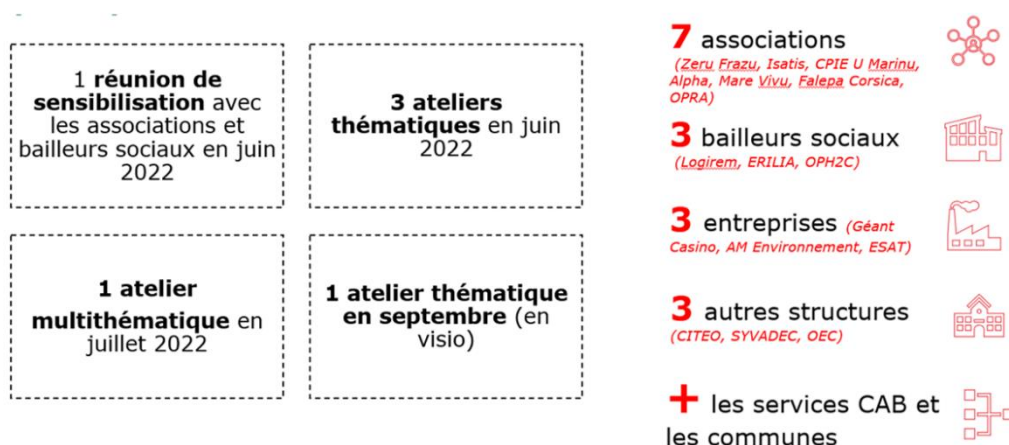 1 réunion de
sensibilisation avec
les associations et
bailleurs sociaux en juin
2022
3 ateliers
thématiques en juin
2022
1 atelier
multithématique en
juillet 2022
1 atelier thématique
en septembre (en
visio)
7 associations
(Zeru Frazu, Isatis, CPIE U Marinu,
Alpha, Mare Vivu, Falepa Corsica,
OPRA)
3 bailleurs sociaux
(Logirem, ERILIA, OPH2C)
3 entreprises (Géant
Casino, AM Environnement, ESAT)
3 autres structures
(CITEO, SYVADEC, OEC)
+ les services CAB et
les communes